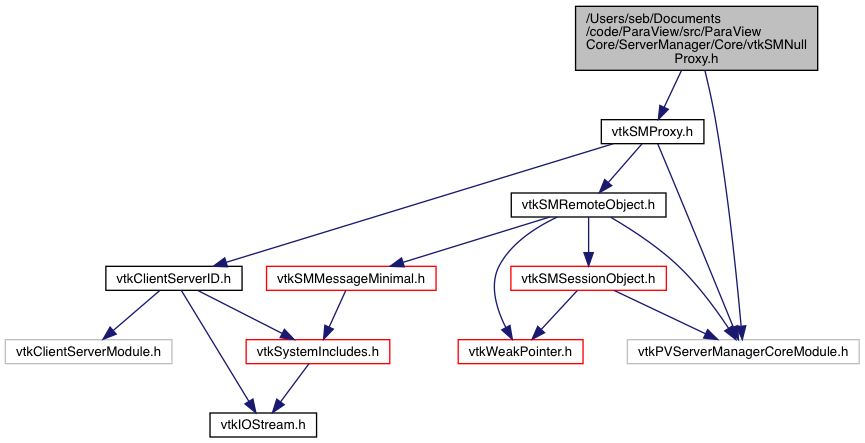 /Users/seb/Documents
/code/ParaView/src/ParaView
Core/ServerManager/Core/vtkSMNull
Proxy.h
vtkSMProxy.h
vtkSMRemoteObject.h
vtkClientServerID.h
vtkSMMessageMinimal.h
vtkSMSessionObject.h
vtkClientServerModule.h
vtkSystemIncludes.h
vtkWeakPointer.h
vtkPVServerManagerCoreModule.h
vtkIOStream.h